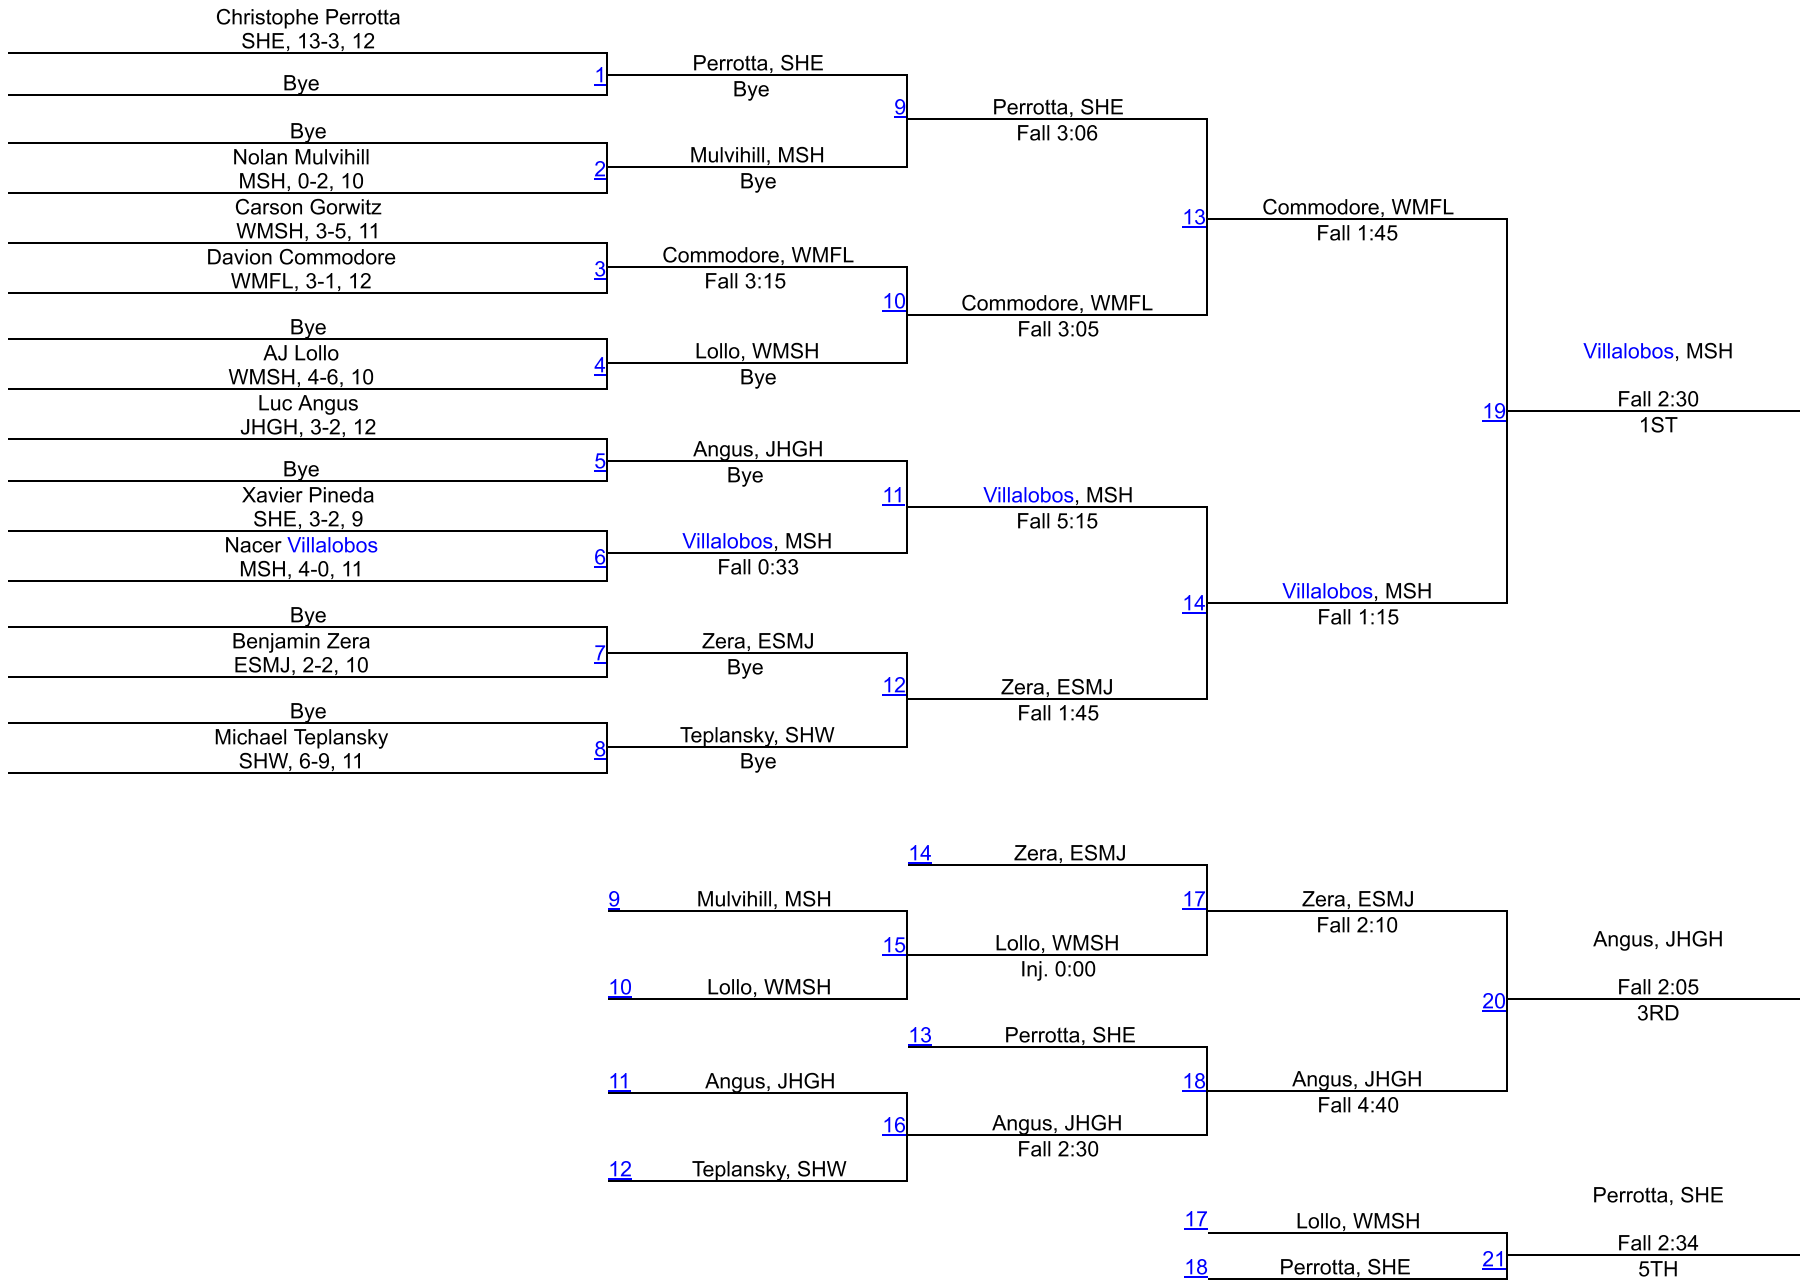 Christophe Perrotta
SHE, 13-3, 12
Bye
1
Bye
Nolan Mulvihill
MSH, 0-2, 10
2
Carson Gorwitz
WMSH, 3-5, 11
Davion Commodore
WMFL, 3-1, 12
3
Bye
AJ Lollo
WMSH, 4-6, 10
4
Luc Angus
JHGH, 3-2, 12
Bye
5
Xavier Pineda
SHE, 3-2, 9
Nacer Villalobos
MSH, 4-0, 11
6
Bye
Benjamin Zera
ESMJ, 2-2, 10
7
Bye
Michael Teplansky
SHW, 6-9, 11
8
Perrotta, SHE
Bye
9
Mulvihill, MSH
Bye
Commodore, WMFL
Fall 3:15
10
Lollo, WMSH
Bye
Angus, JHGH
Bye
11
Villalobos, MSH
Fall 0:33
Zera, ESMJ
Bye
12
Teplansky, SHW
Bye
Perrotta, SHE
Fall 3:06
13
Commodore, WMFL
Fall 3:05
Villalobos, MSH
Fall 5:15
14
Zera, ESMJ
Fall 1:45
Commodore, WMFL
Fall 1:45
19
Villalobos, MSH
Fall 1:15
Villalobos, MSH
Fall 2:30
1ST
9
Mulvihill, MSH
15
10
Lollo, WMSH
11
Angus, JHGH
16
12
Teplansky, SHW
14
Zera, ESMJ
17
Lollo, WMSH
Inj. 0:00
13
Perrotta, SHE
18
Angus, JHGH
Fall 2:30
Zera, ESMJ
Fall 2:10
20
Angus, JHGH
Fall 4:40
Angus, JHGH
Fall 2:05
3RD
17
Lollo, WMSH
18
Perrotta, SHE
21
Perrotta, SHE
Fall 2:34
5TH